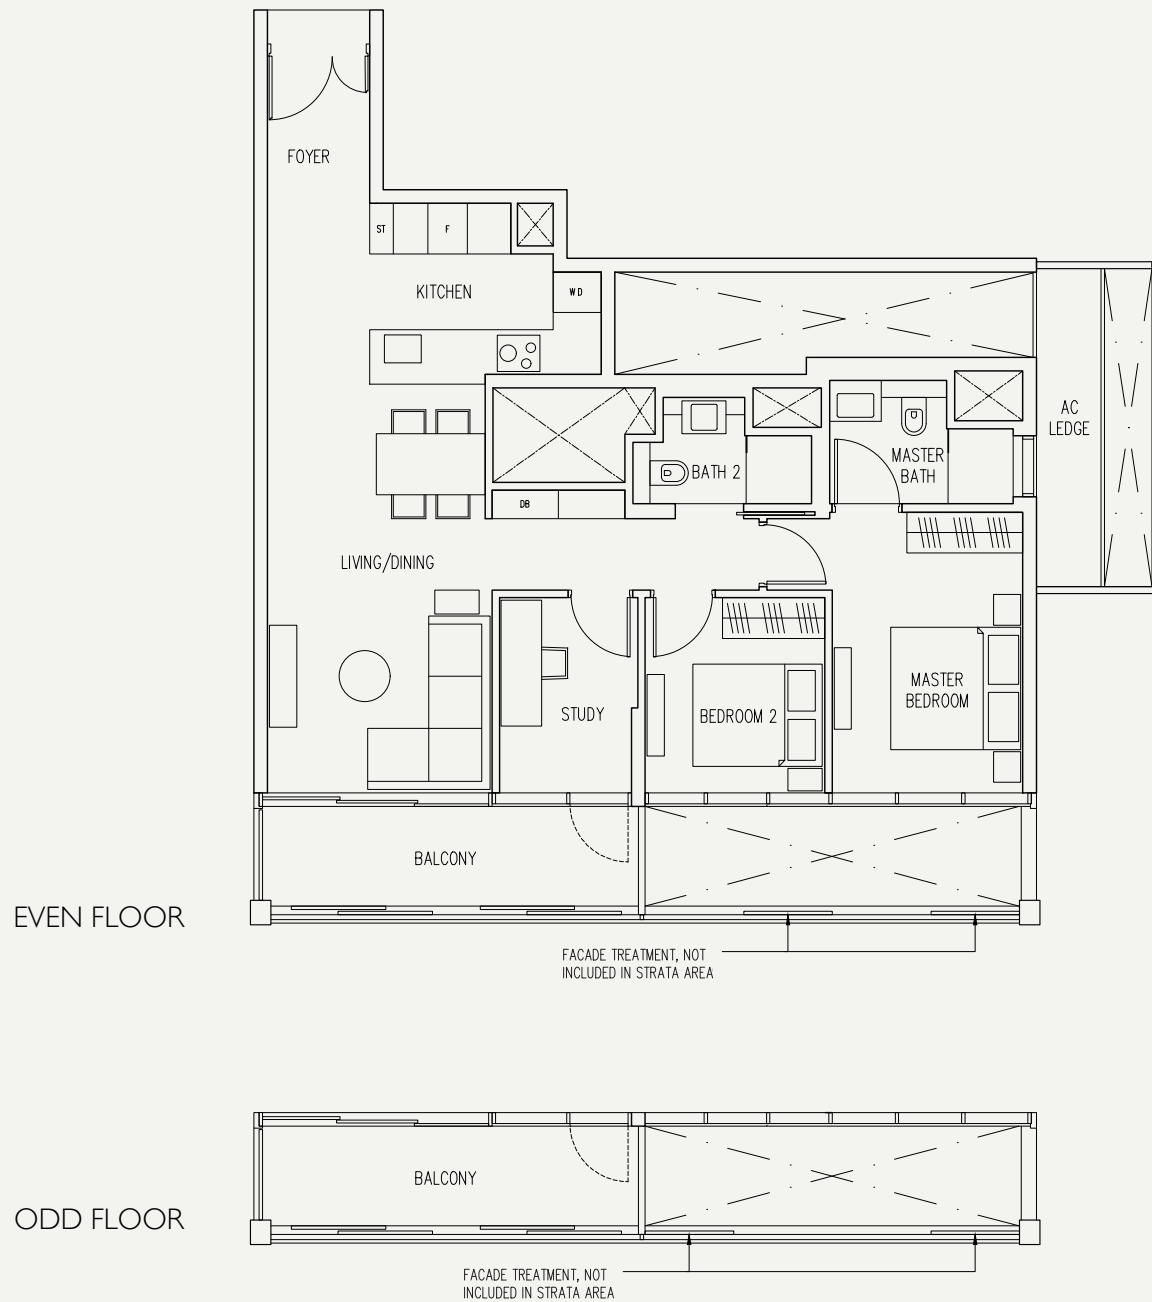 FOYER
ST
F
KITCHEN
WD
AC
LEDGE
MASTER
BATH
BATH 2
DB
LIVING/DINING
MASTER
BEDROOM
STUDY
BEDROOM 2
BALCONY
EVEN FLOOR
FACADE TREATMENT, NOT
INCLUDED IN STRATA AREA
BALCONY
ODD FLOOR
FACADE TREATMENT, NOT
INCLUDED IN STRATA AREA